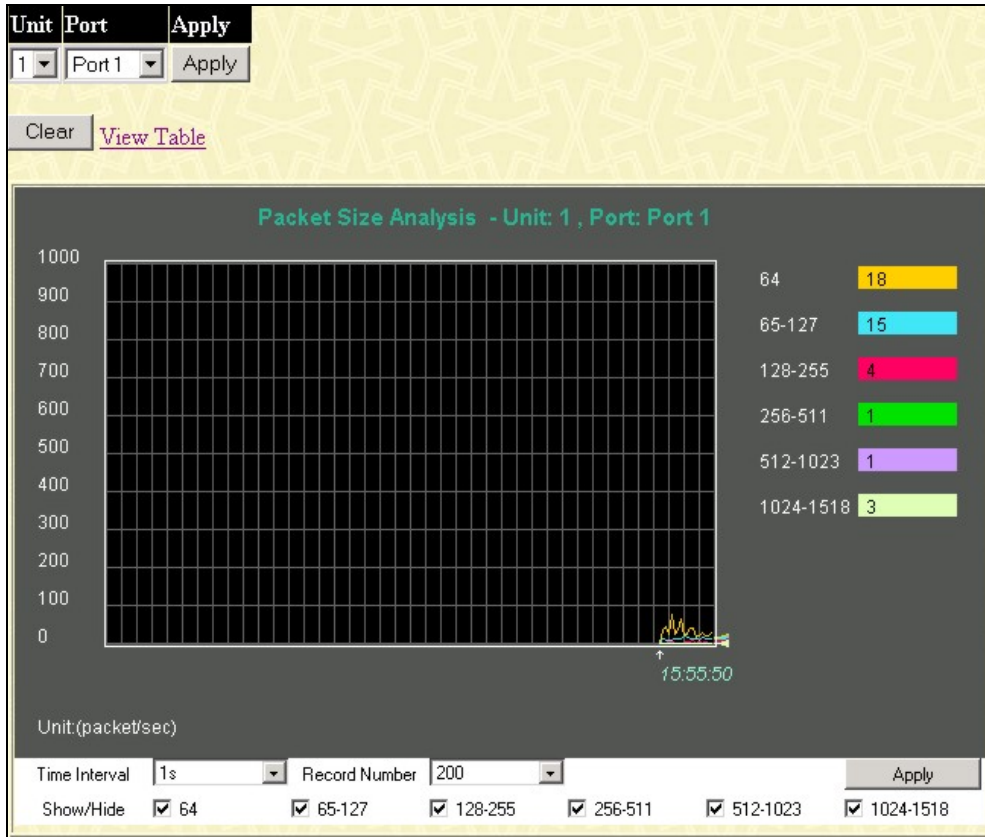 Unit Port Apply
1 Port 1 Apply
Clear View Table
Packet Size Analysis - Unit: 1 , Port: Port 1
1000
900
800
700
600
500
400
300
200
100
0
64 18
65-127 15
128-255 4
256-511 1
512-1023 1
1024-1518 3
15:55:50
Unit:(packet/sec)
Time Interval 1s Record Number 200 Apply
Show/Hide 64 65-127 128-255 256-511 512-1023 1024-1518